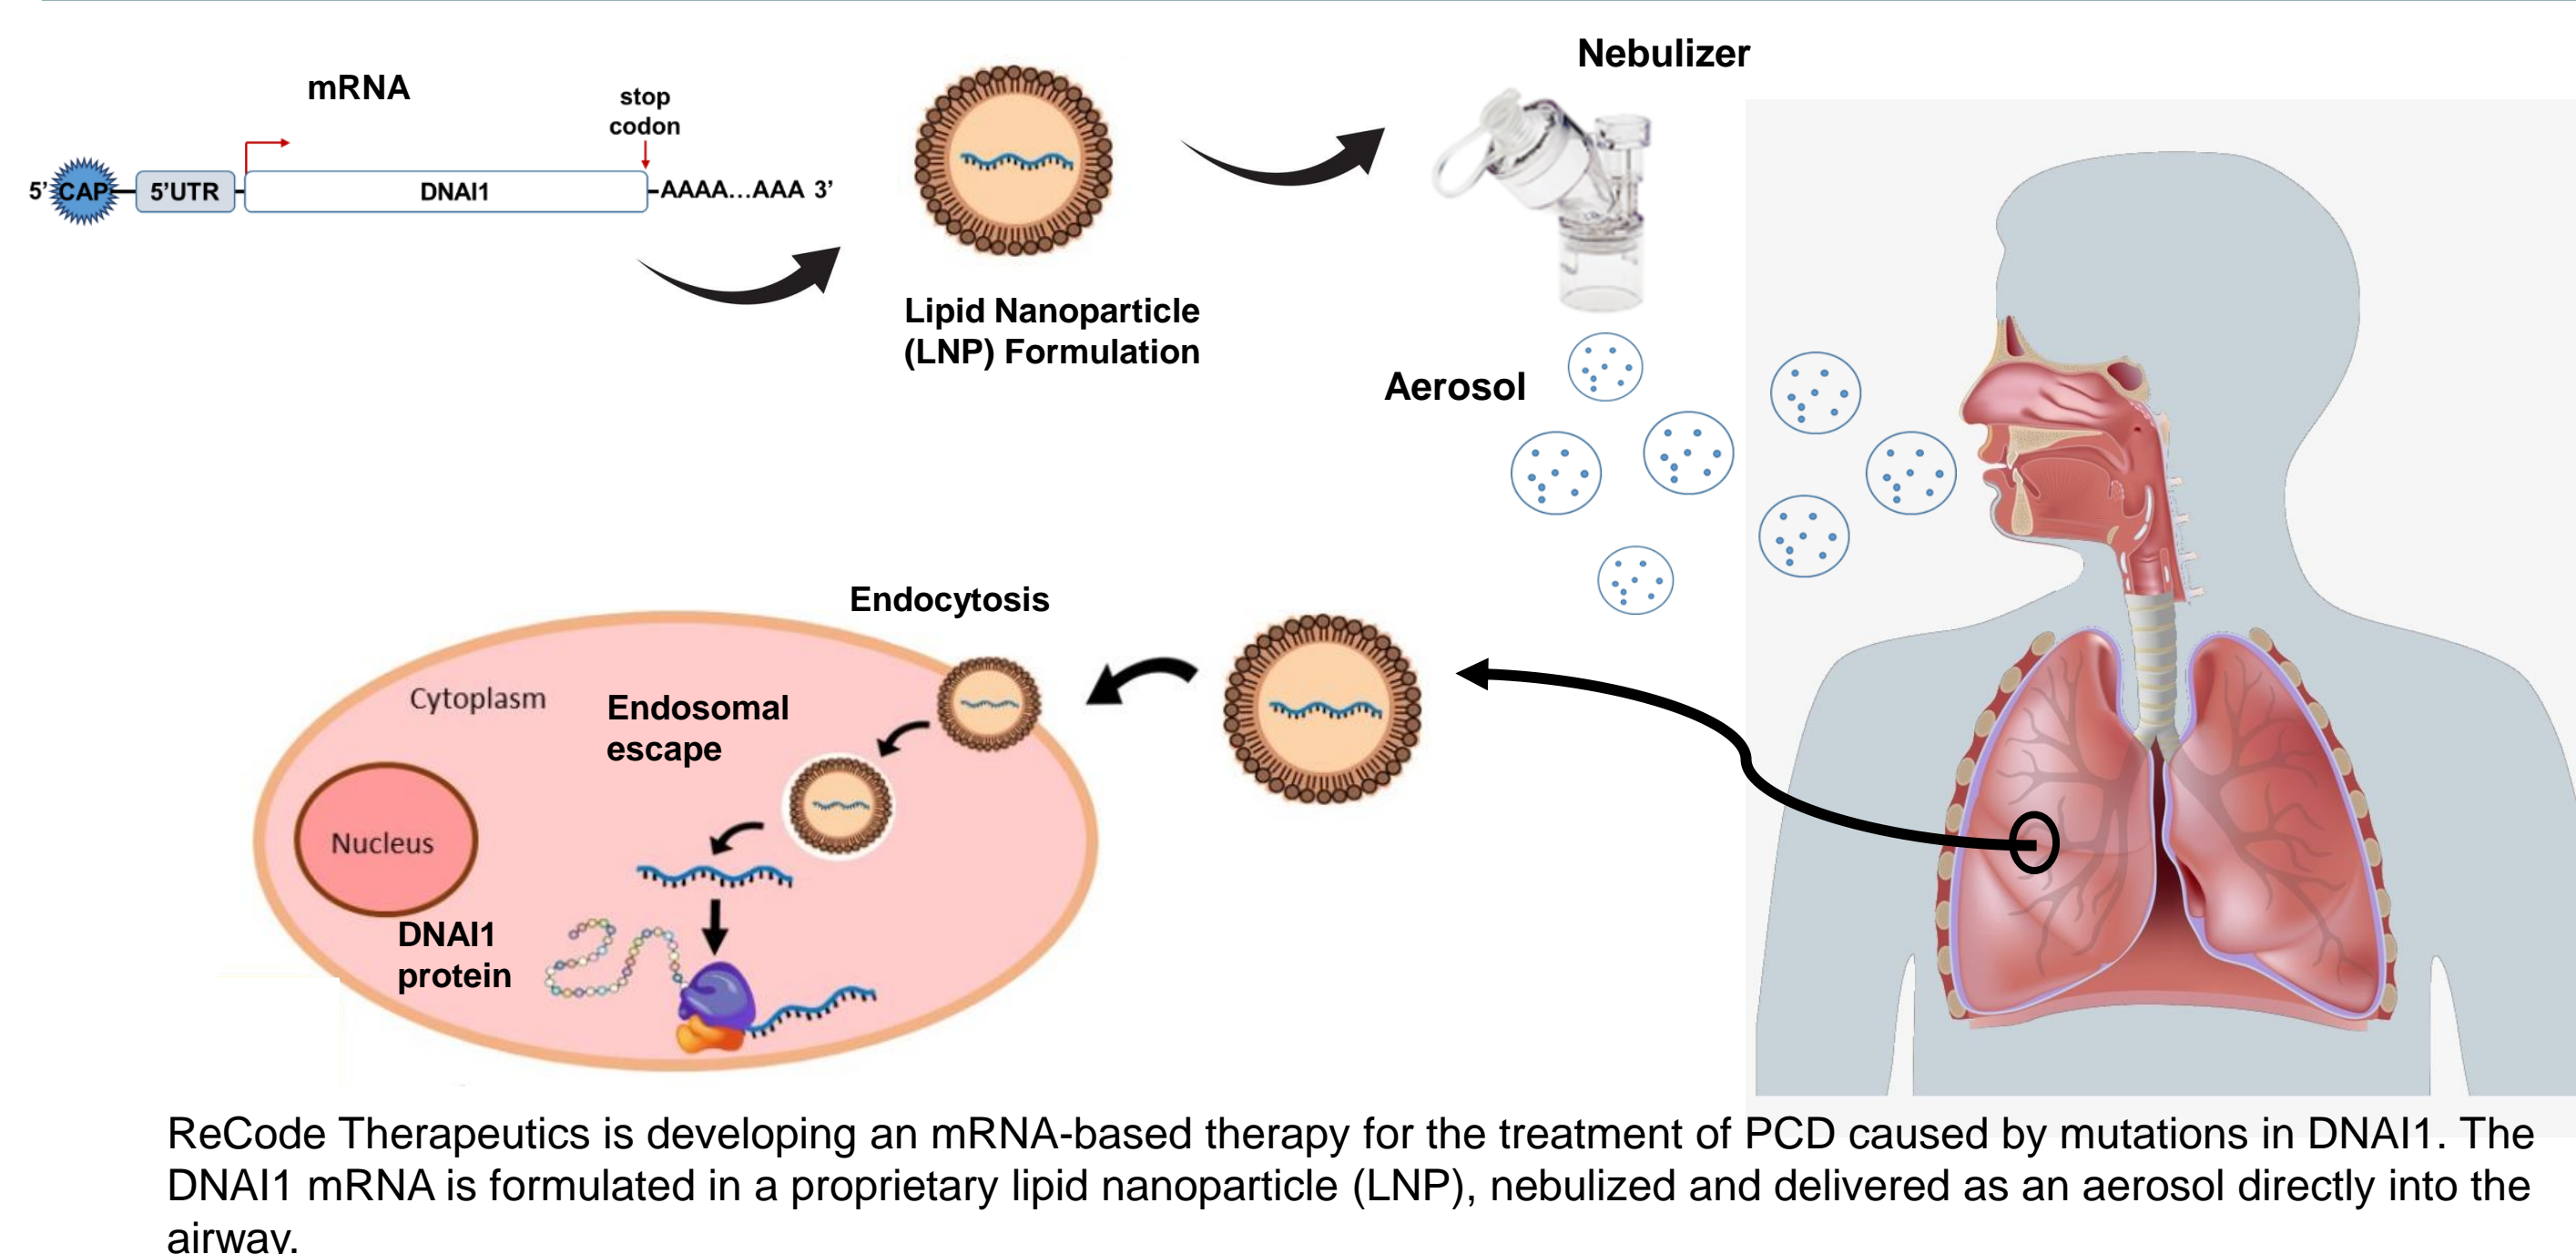 mRNA
stop
codon
5’ CAP 5’UTR DNAI1 AAAA...AAA 3’
Lipid Nanoparticle
(LNP) Formulation
Nebulizer
Aerosol
Endocytosis
Cytoplasm
Endosomal
escape
Nucleus
DNAI1
protein
ReCode Therapeutics is developing an mRNA-based therapy for the treatment of PCD caused by mutations in DNAI1. The
DNAI1 mRNA is formulated in a proprietary lipid nanoparticle (LNP), nebulized and delivered as an aerosol directly into the
airway.